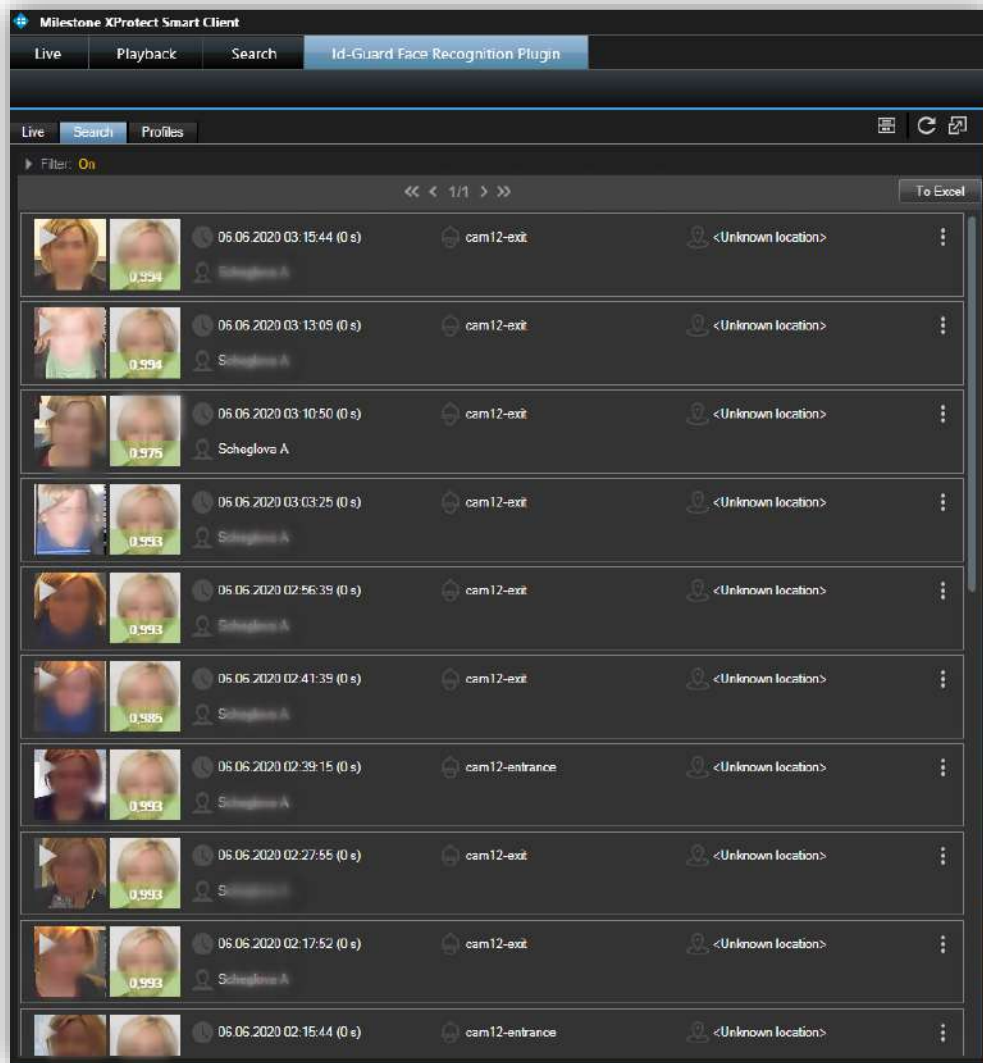 Milestone XProtect Smart Client
Live Playback Search Id-Guard Face Recognition Plugin
Live Search Profiles
Filter: On
1/1 To Excel
06.06.2020 03:15:44 (0 s) cam12-exit <Unknown location>
0,994
06.06.2020 03:13:09 (0 s) cam12-exit <Unknown location>
0,994
06.06.2020 03:10:50 (0 s) cam12-exit <Unknown location>
0,975 Scheglova A
06.06.2020 03:03:25 (0 s) cam12-exit <Unknown location>
0,993
06.06.2020 02:56:39 (0 s) cam12-exit <Unknown location>
0,993
06.06.2020 02:41:39 (0 s) cam12-exit <Unknown location>
0,985
06.06.2020 02:39:15 (0 s) cam12-entrance <Unknown location>
0,993
06.06.2020 02:27:55 (0 s) cam12-exit <Unknown location>
0,993
06.06.2020 02:17:52 (0 s) cam12-exit <Unknown location>
0,993
06.06.2020 02:15:44 (0 s) cam12-entrance <Unknown location>